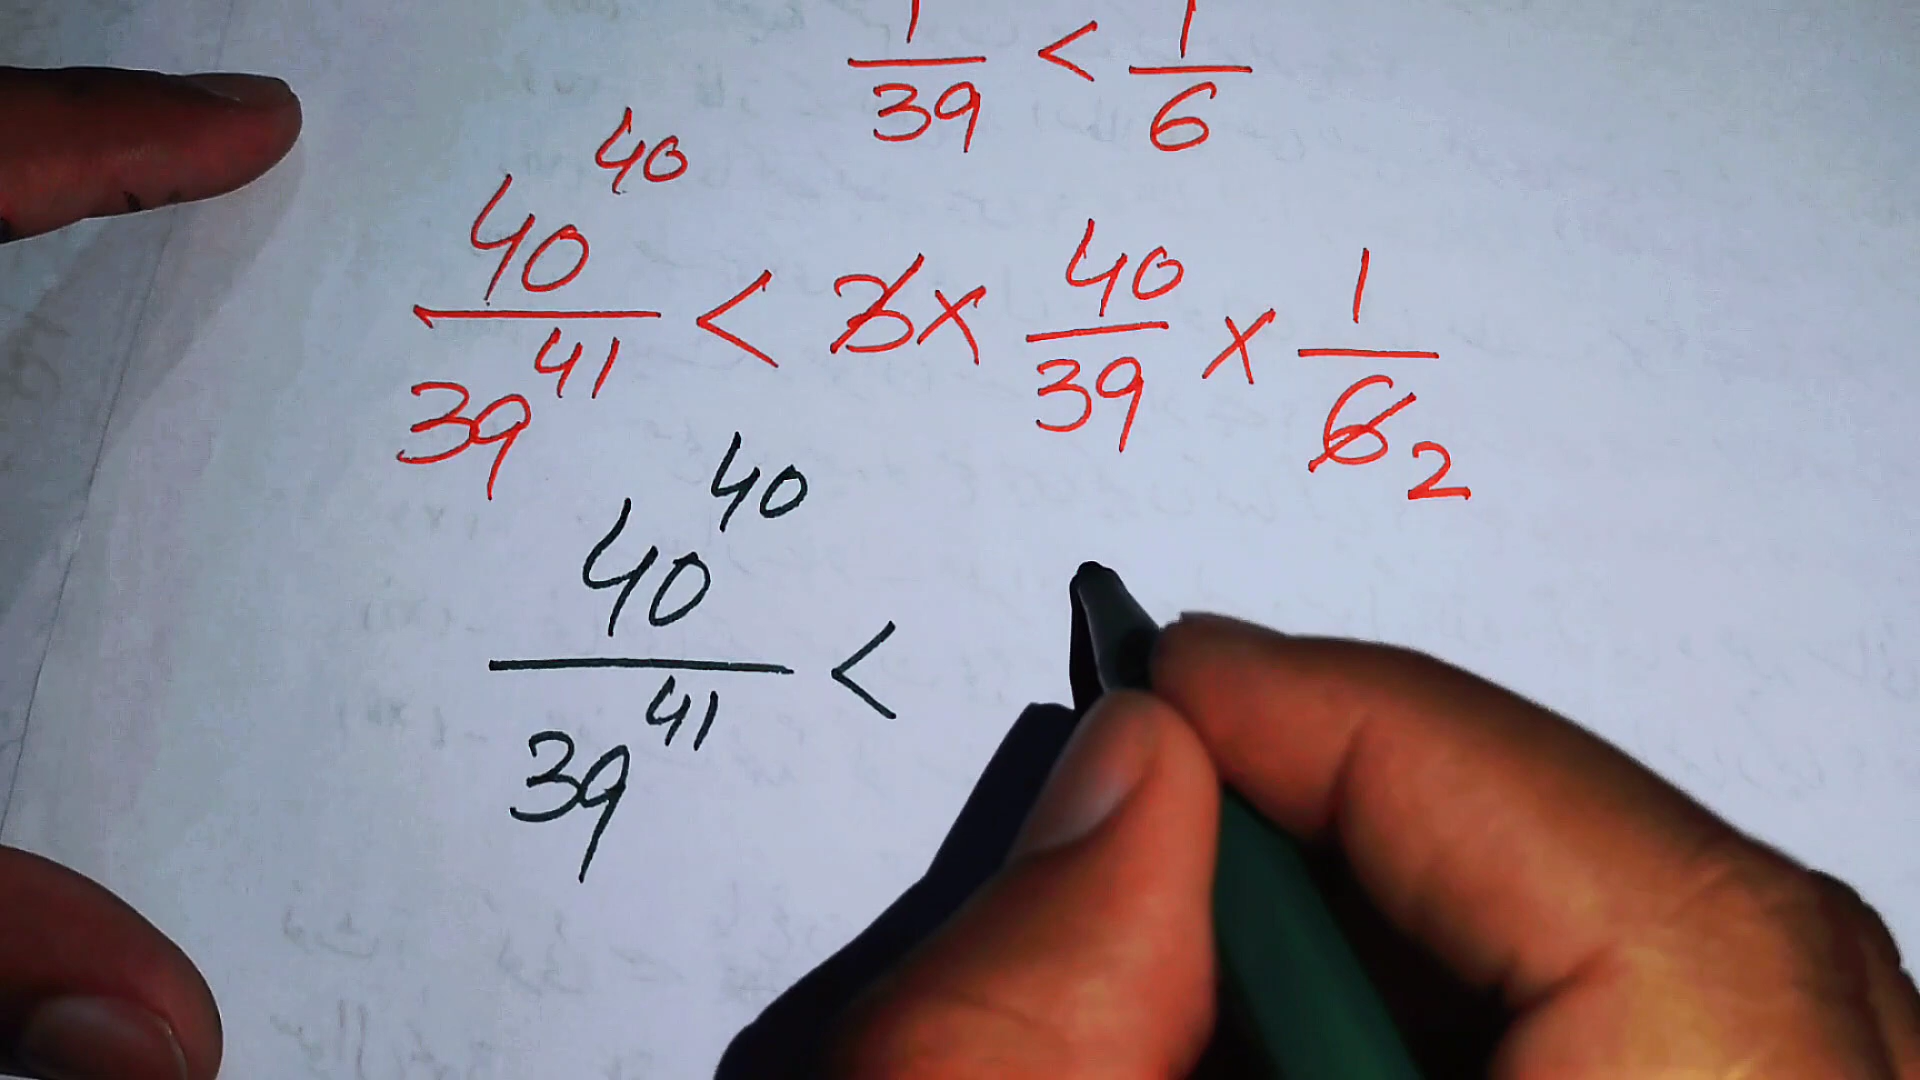 1/39 < 1/6
40^40/39^41 < 3 × 40/39 × 1/6 2
40^40/39^41 <